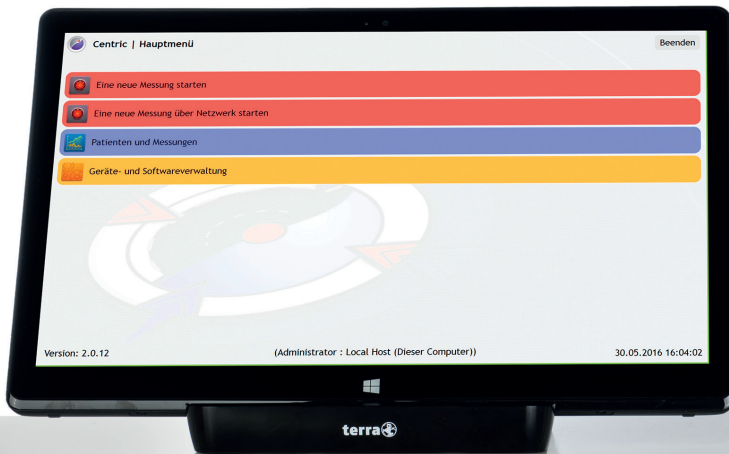 Centric | Hauptmenü
Beenden
Eine neue Messung starten
Eine neue Messung über Netzwerk starten
Patienten und Messungen
Geräte- und Softwareverwaltung
Version: 2.0.12
(Administrator : Local Host (Dieser Computer))
30.05.2016 16:04:02
terra